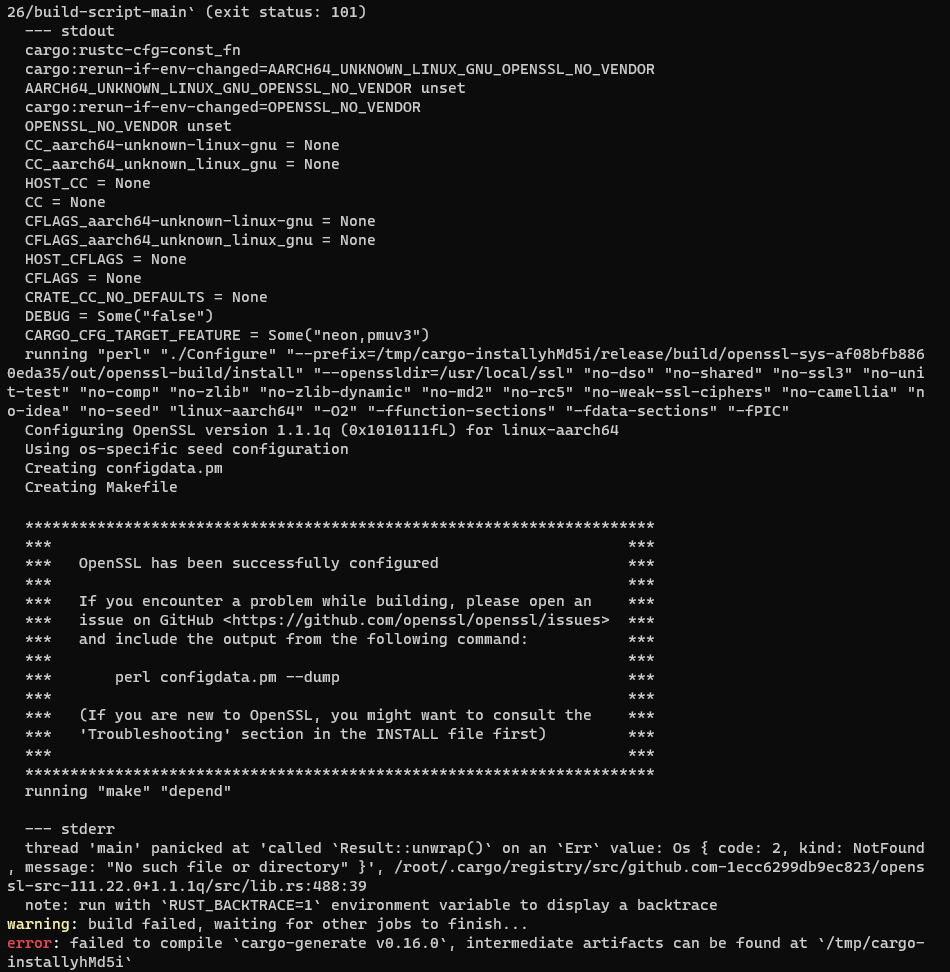 26/build-script-main` (exit status: 101)
  --- stdout
  cargo:rustc-cfg=const_fn
  cargo:rerun-if-env-changed=AARCH64_UNKNOWN_LINUX_GNU_OPENSSL_NO_VENDOR
  AARCH64_UNKNOWN_LINUX_GNU_OPENSSL_NO_VENDOR unset
  cargo:rerun-if-env-changed=OPENSSL_NO_VENDOR
  OPENSSL_NO_VENDOR unset
  CC_aarch64-unknown-linux-gnu = None
  CC_aarch64_unknown_linux_gnu = None
  HOST_CC = None
  CC = None
  CFLAGS_aarch64-unknown-linux-gnu = None
  CFLAGS_aarch64_unknown_linux_gnu = None
  HOST_CFLAGS = None
  CFLAGS = None
  CRATE_CC_NO_DEFAULTS = None
  DEBUG = Some("false")
  CARGO_CFG_TARGET_FEATURE = Some("neon,pmuv3")
  running "perl" "./Configure" "--prefix=/tmp/cargo-installyhMd5i/release/build/openssl-sys-af08bfb886
0eda35/out/openssl-build/install" "--openssldir=/usr/local/ssl" "no-dso" "no-shared" "no-ssl3" "no-uni
t-test" "no-comp" "no-zlib" "no-zlib-dynamic" "no-md2" "no-rc5" "no-weak-ssl-ciphers" "no-camellia" "n
o-idea" "no-seed" "linux-aarch64" "-O2" "-ffunction-sections" "-fdata-sections" "-fPIC"
  Configuring OpenSSL version 1.1.1q (0x1010111fL) for linux-aarch64
  Using os-specific seed configuration
  Creating configdata.pm
  Creating Makefile

  **********************************************************************
  ***                                                                ***
  ***   OpenSSL has been successfully configured                     ***
  ***                                                                ***
  ***   If you encounter a problem while building, please open an    ***
  ***   issue on GitHub <https://github.com/openssl/openssl/issues>  ***
  ***   and include the output from the following command:           ***
  ***                                                                ***
  ***       perl configdata.pm --dump                                ***
  ***                                                                ***
  ***   (If you are new to OpenSSL, you might want to consult the    ***
  ***   'Troubleshooting' section in the INSTALL file first)         ***
  ***                                                                ***
  **********************************************************************
  running "make" "depend"

  --- stderr
  thread 'main' panicked at 'called `Result::unwrap()` on an `Err` value: Os { code: 2, kind: NotFound
, message: "No such file or directory" }', /root/.cargo/registry/src/github.com-1ecc6299db9ec823/opens
sl-src-111.22.0+1.1.1q/src/lib.rs:488:39
  note: run with `RUST_BACKTRACE=1` environment variable to display a backtrace
warning: build failed, waiting for other jobs to finish...
error: failed to compile `cargo-generate v0.16.0`, intermediate artifacts can be found at `/tmp/cargo-
installyhMd5i`